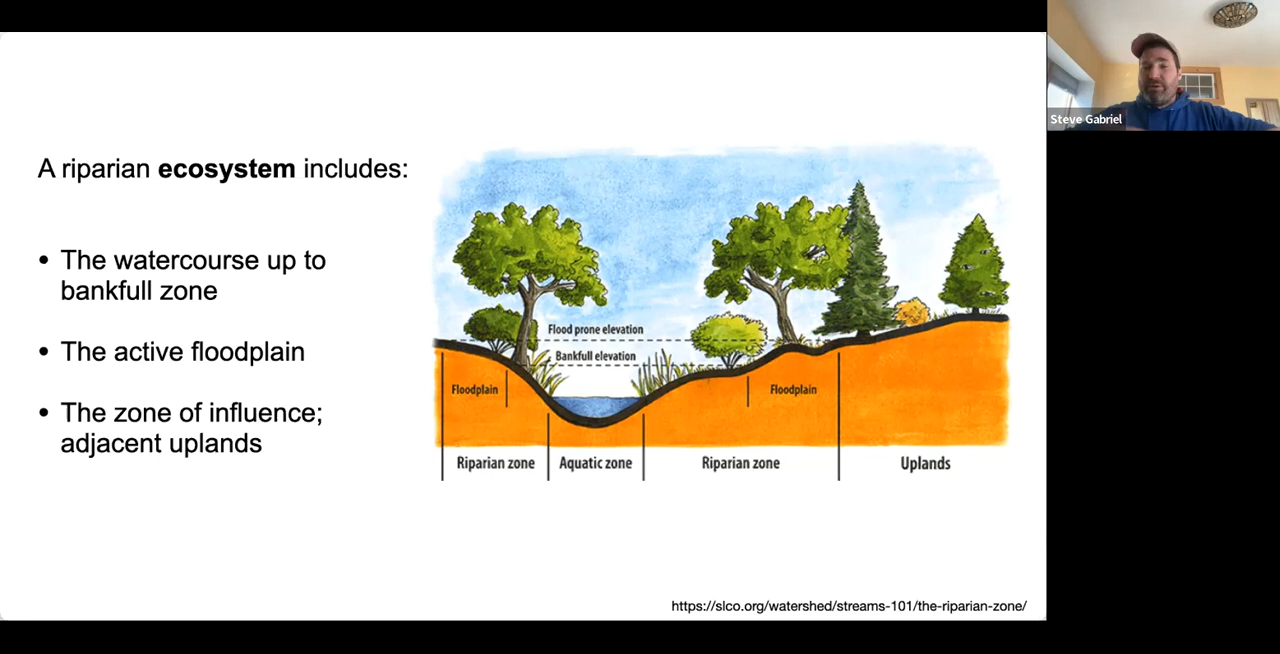 A riparian ecosystem includes:
• The watercourse up to
bankfull zone
• The active floodplain
• The zone of influence;
adjacent uplands
Flood prone elevation
Bankfull elevation
Floodplain
Floodplain
Riparian zone
Aquatic zone
Riparian zone
Uplands
https://slco.org/watershed/streams-101/the-riparian-zone/
Steve Gabriel